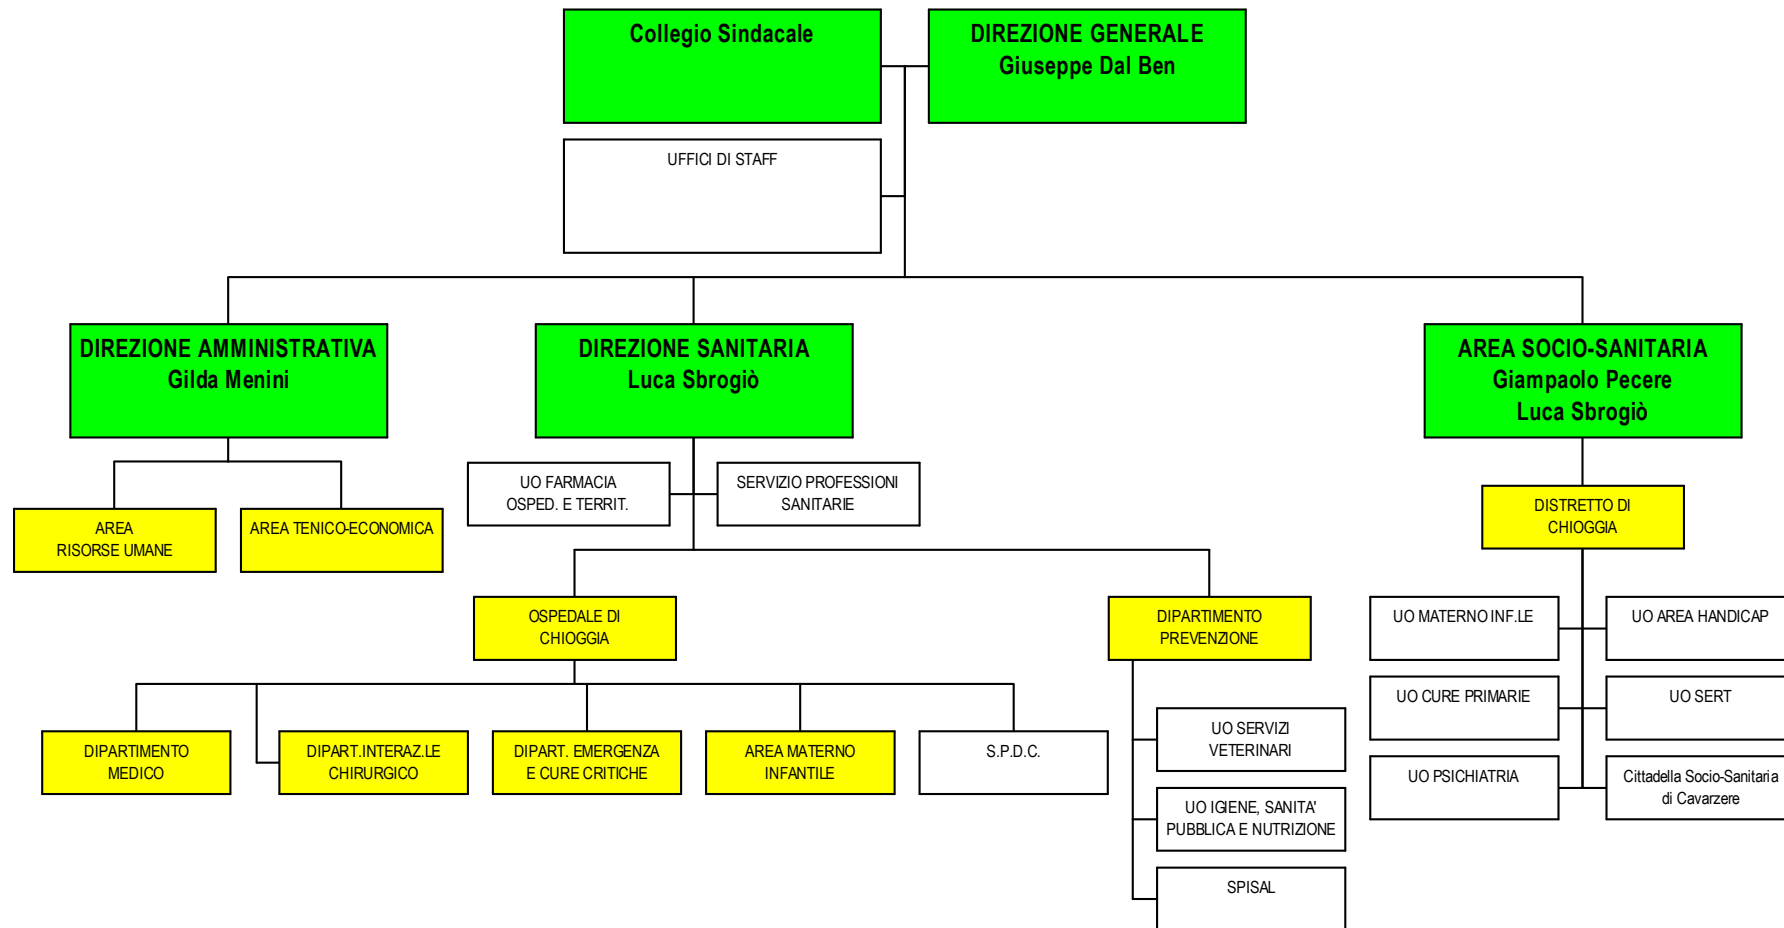 Collegio Sindacale
DIREZIONE GENERALE
Giuseppe Dal Ben
UFFICI DI STAFF
DIREZIONE AMMINISTRATIVA
Gilda Menini
DIREZIONE SANITARIA
Luca Sbrogiò
AREA SOCIO-SANITARIA
Giampaolo Pecere
Luca Sbrogiò
AREA
RISORSE UMANE
AREA TENICO-ECONOMICA
UO FARMACIA
OSPED. E TERRIT.
SERVIZIO PROFESSIONI
SANITARIE
DISTRETTO DI
CHIOGGIA
OSPEDALE DI
CHIOGGIA
DIPARTIMENTO
PREVENZIONE
DIPARTIMENTO
MEDICO
DIPART.INTERAZ.LE
CHIRURGICO
DIPART. EMERGENZA
E CURE CRITICHE
AREA MATERNO
INFANTILE
S.P.D.C.
UO SERVIZI
VETERINARI
UO IGIENE, SANITA'
PUBBLICA E NUTRIZIONE
SPISAL
UO MATERNO INF.LE
UO AREA HANDICAP
UO CURE PRIMARIE
UO SERT
UO PSICHIATRIA
Cittadella Socio-Sanitaria
di Cavarzere